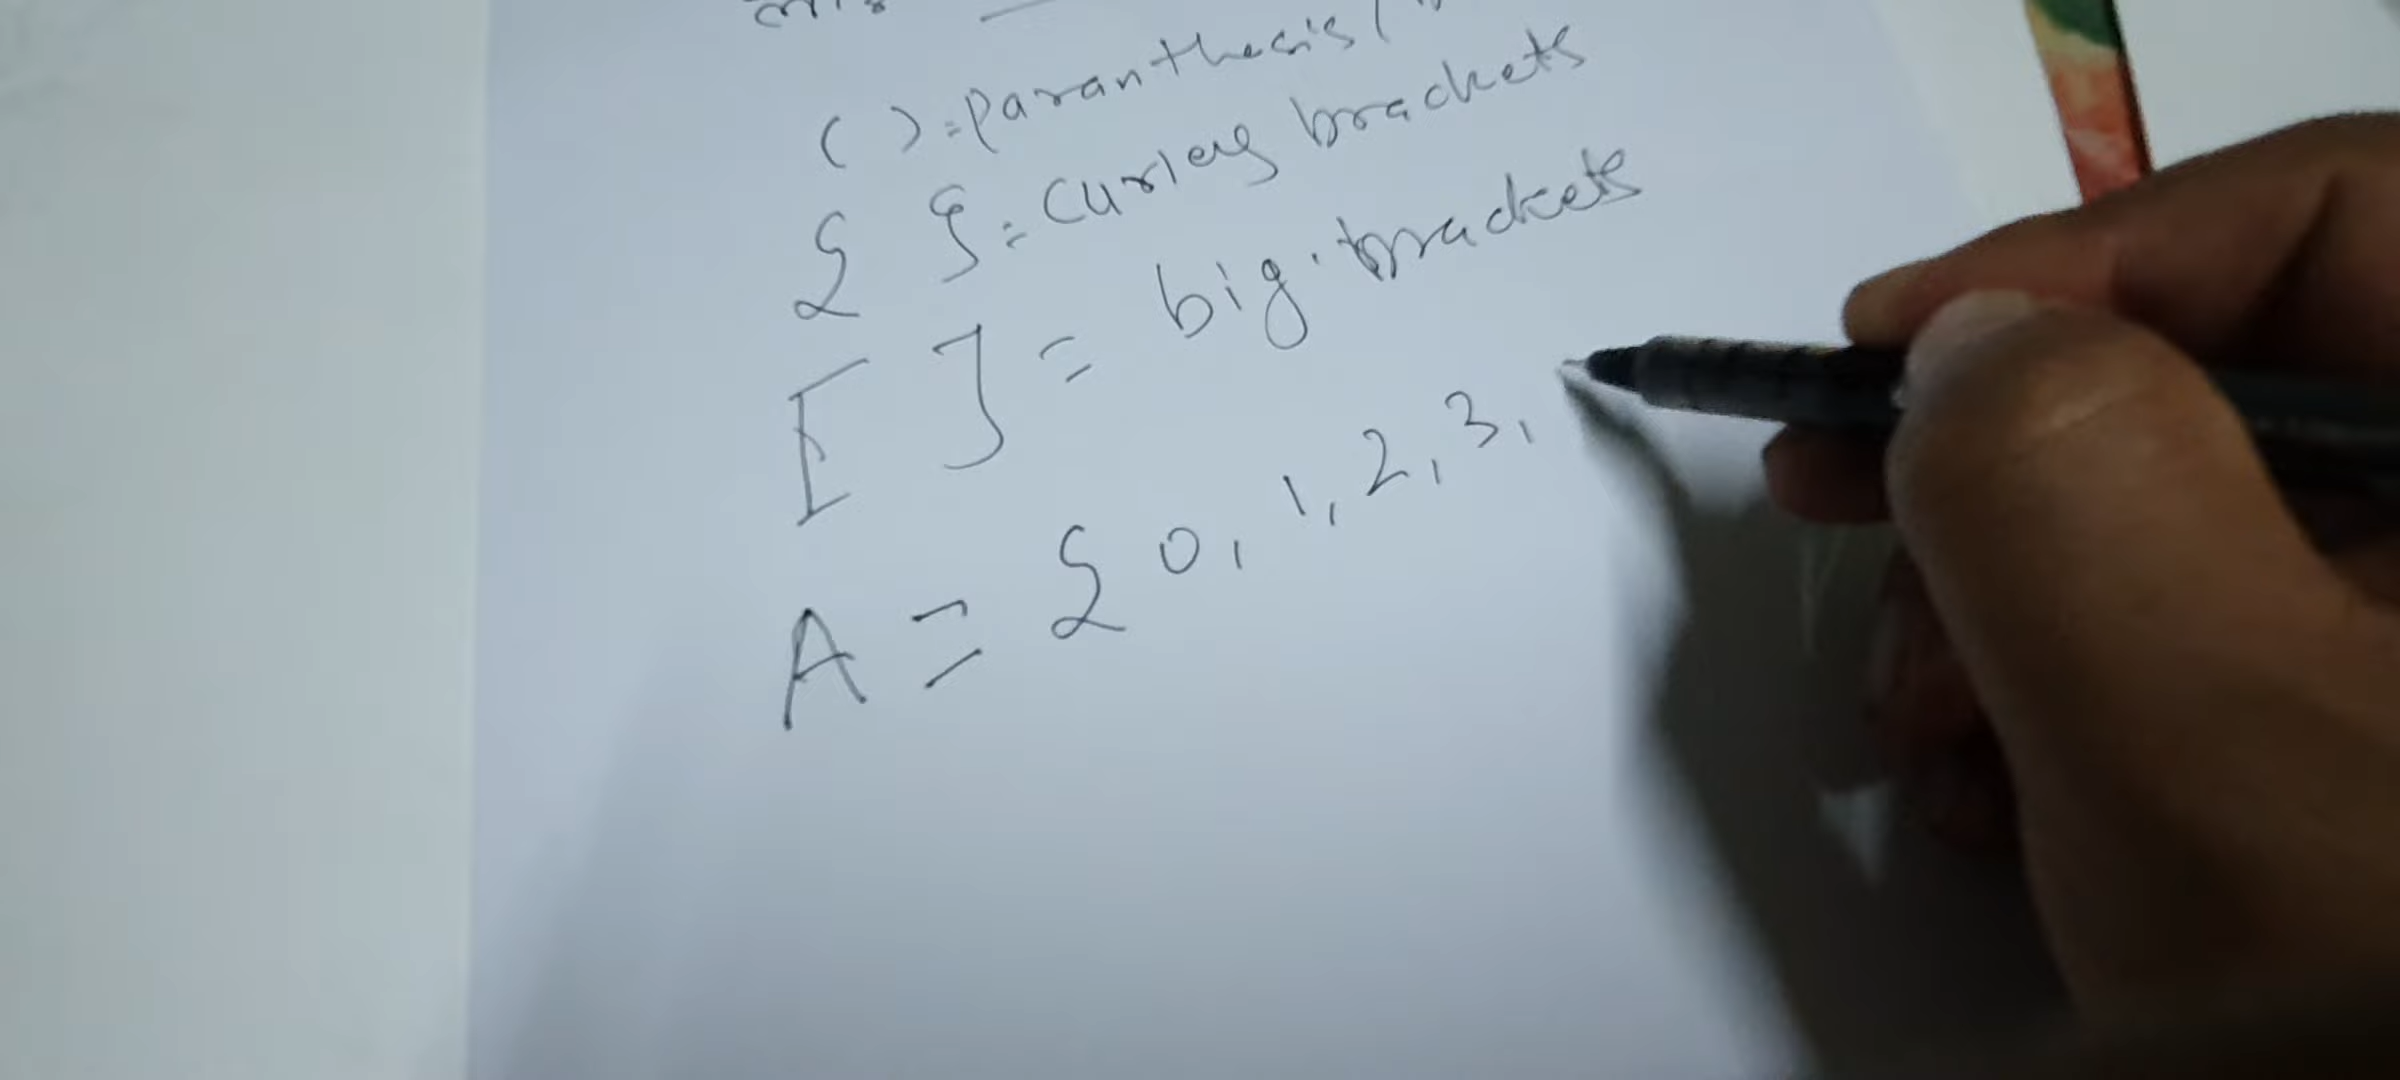 ( ) = paranthesis (
{ } = curley brackets
[ ] = big brackets
A = { 0, 1, 2, 3,